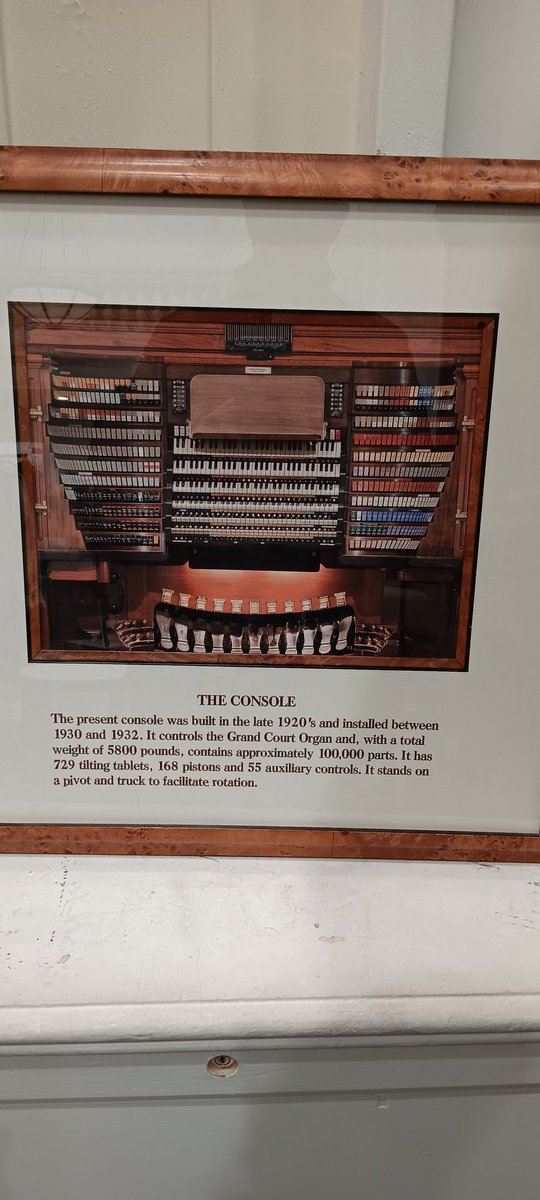 THE CONSOLE
The present console was built in the late 1920's and installed between
1930 and 1932. It controls the Grand Court Organ and, with a total
weight of 5800 pounds, contains approximately 100,000 parts. It has
729 tilting tablets, 168 pistons and 55 auxiliary controls. It stands on
a pivot and truck to facilitate rotation.